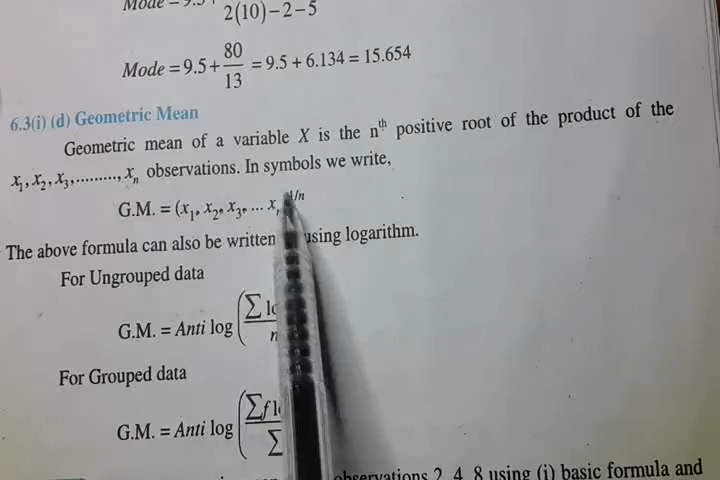 Mode = 9.5 +
2(10)−2−5
Mode = 9.5 + 80/13 = 9.5 + 6.134 = 15.654
6.3(i) (d) Geometric Mean
Geometric mean of a variable X is the nth positive root of the product of the
x1, x2, x3,.........., xn observations. In symbols we write,
G.M. = (x1, x2, x3, ... x 1/n
The above formula can also be written using logarithm.
For Ungrouped data
G.M. = Anti log (∑ / n
For Grouped data
G.M. = Anti log (∑f / ∑
observations 2, 4, 8 using (i) basic formula and